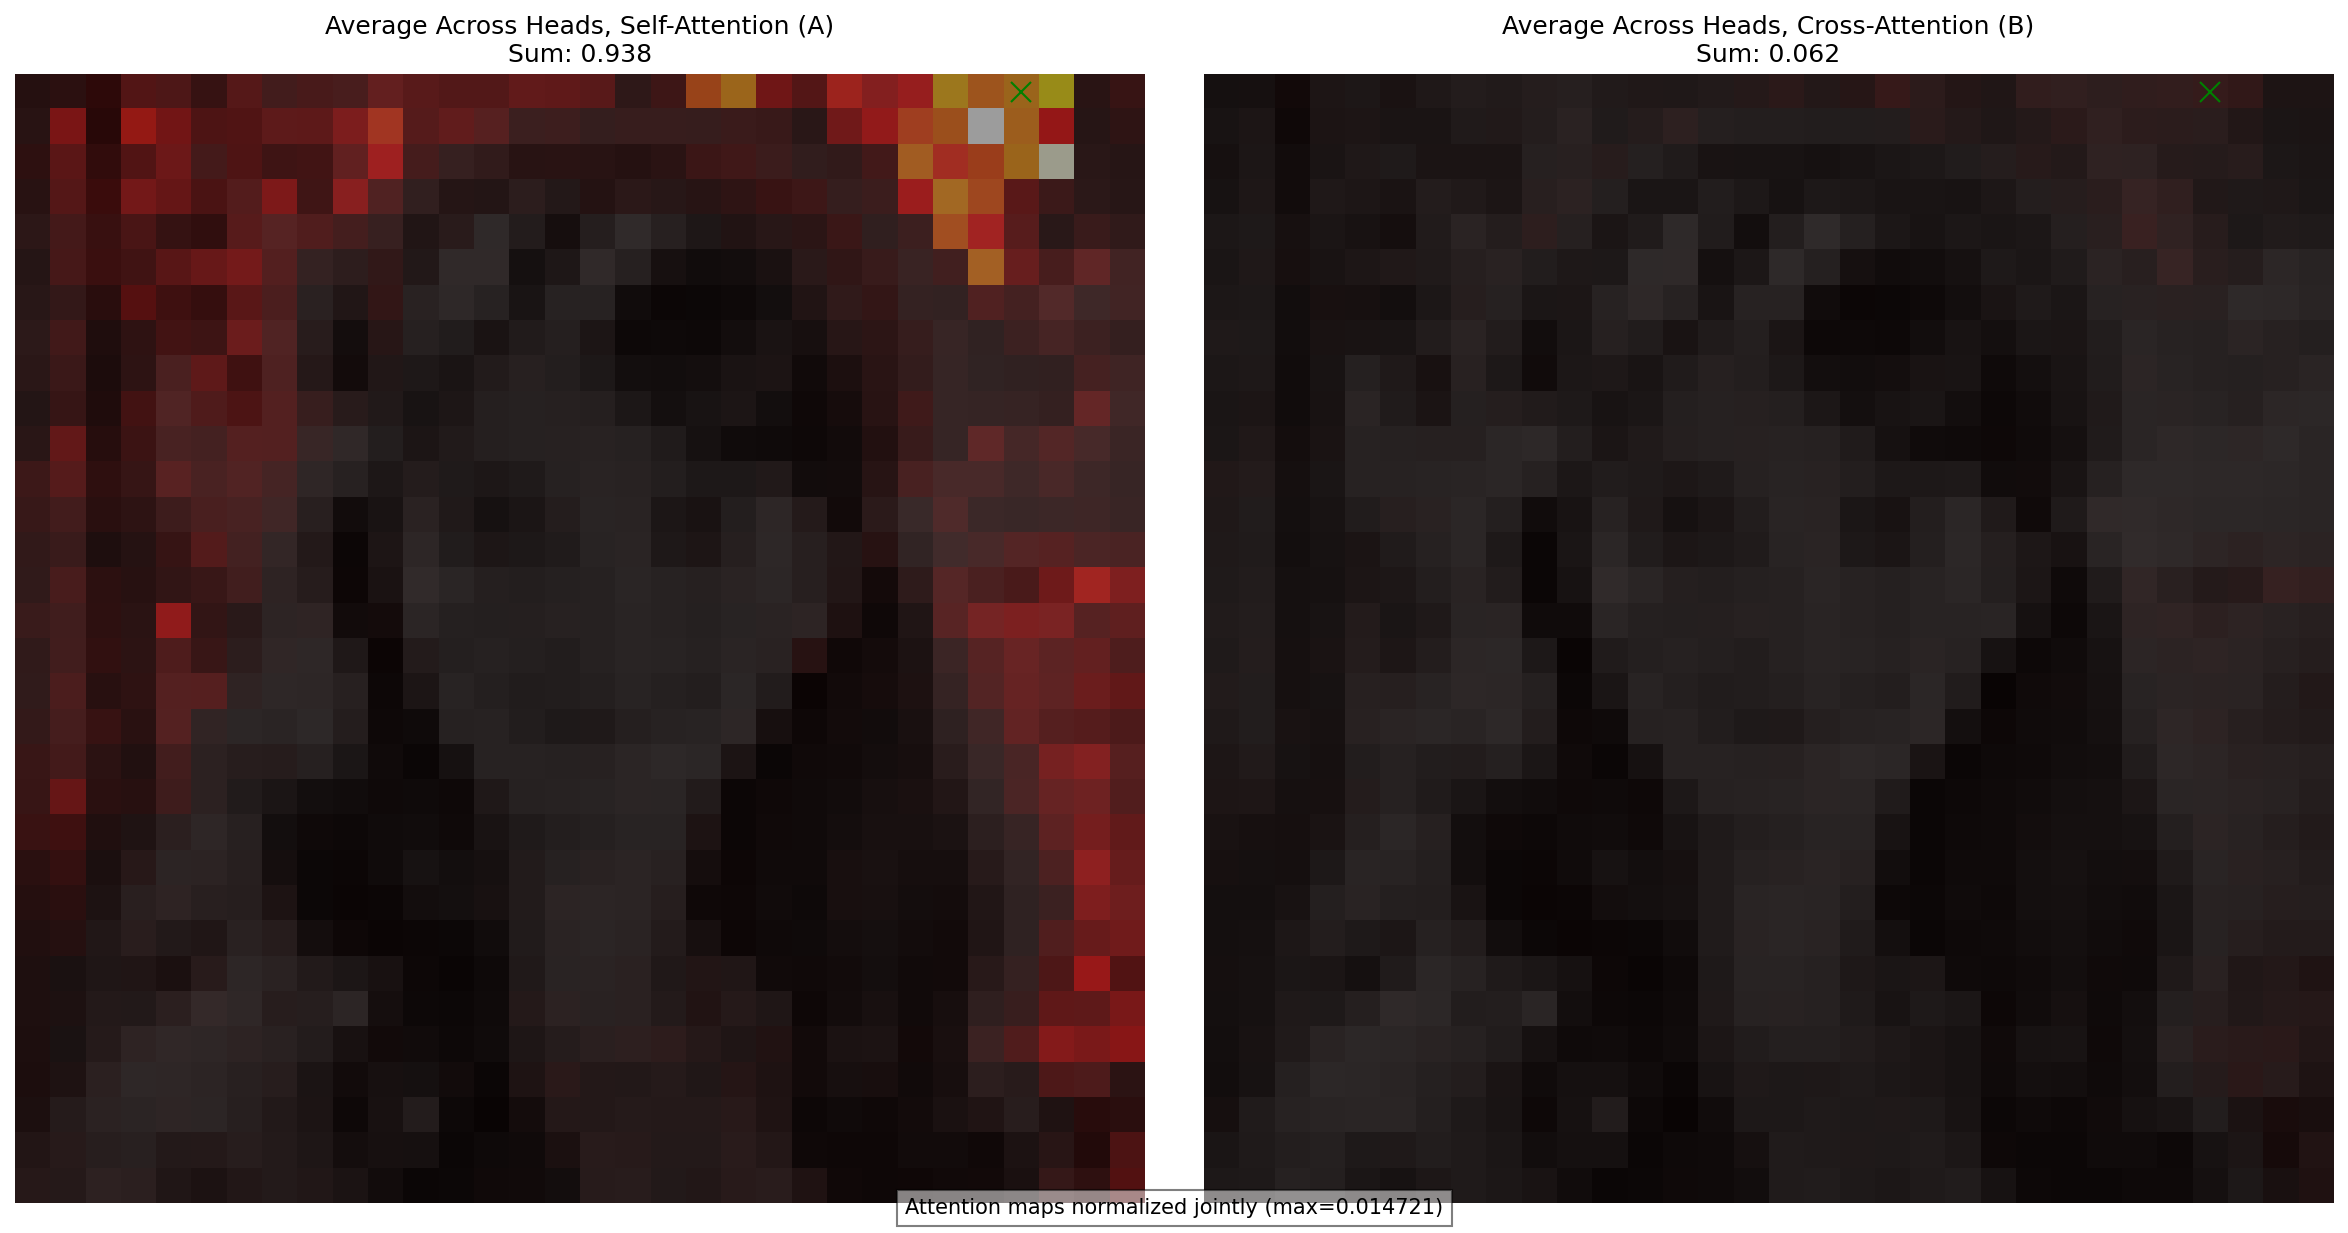 Average Across Heads, Self-Attention (A)
Sum: 0.938
Average Across Heads, Cross-Attention (B)
Sum: 0.062
Attention maps normalized jointly (max=0.014721)